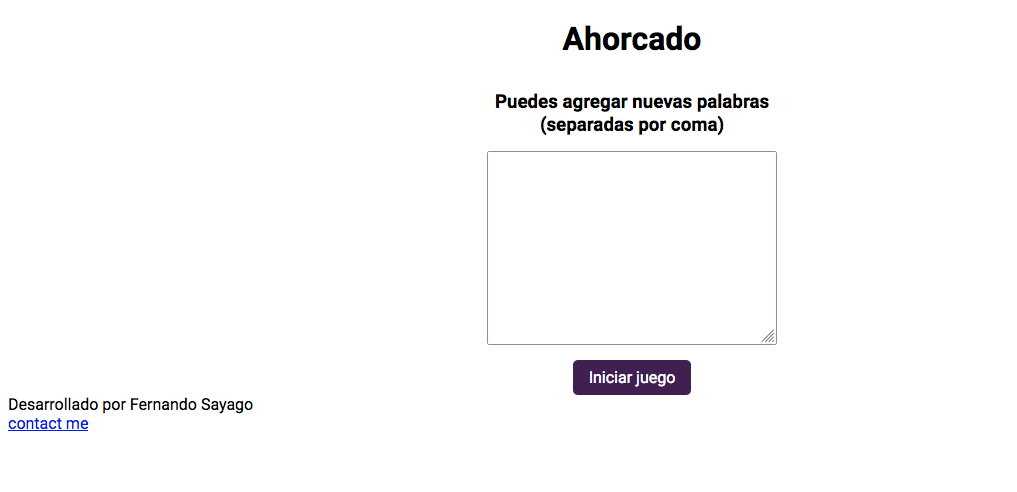 Ahorcado
Puedes agregar nuevas palabras
(separadas por coma)
Iniciar juego
Desarrollado por Fernando Sayago
contact me